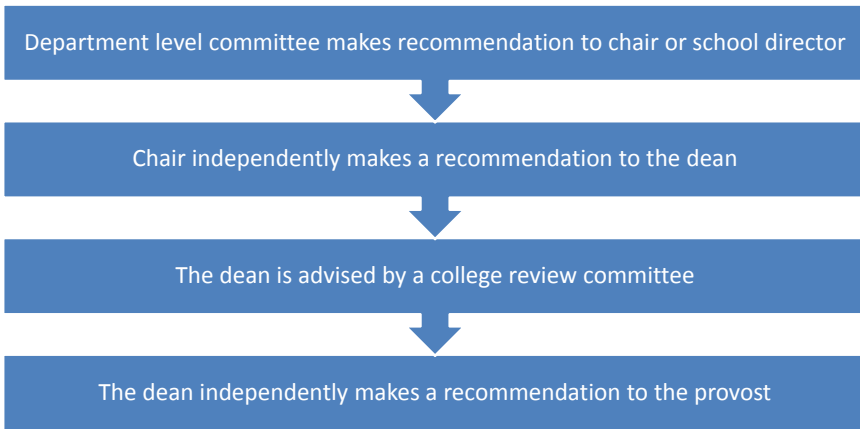 Department level committee makes recommendation to chair or school director
Chair independently makes a recommendation to the dean
The dean is advised by a college review committee
The dean independently makes a recommendation to the provost